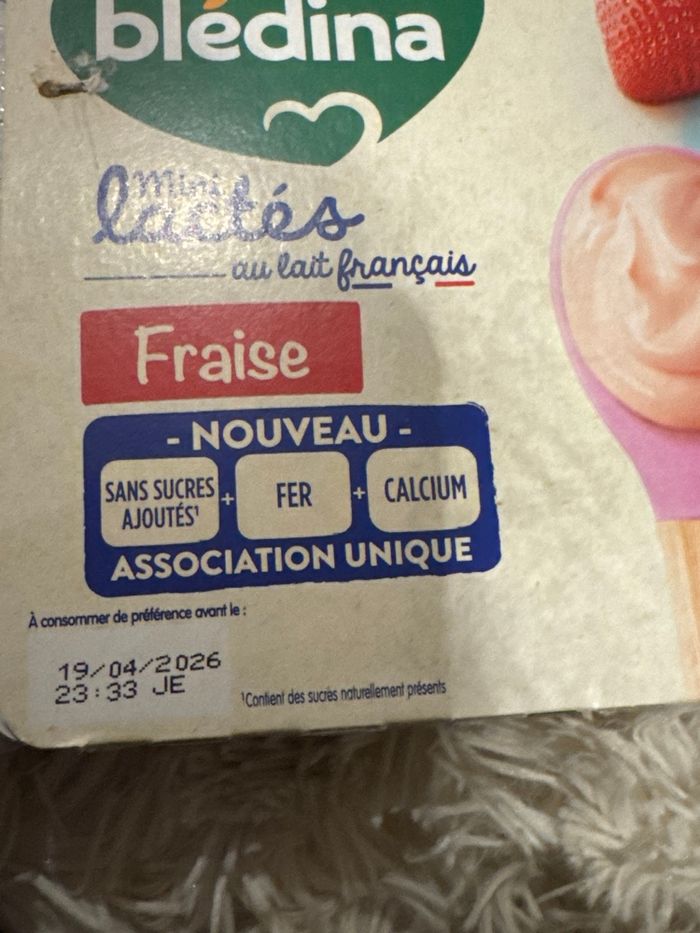 blédina
mini
lactés
au lait français
Fraise
- NOUVEAU -
SANS SUCRES
AJOUTÉS¹
+
FER
+
CALCIUM
ASSOCIATION UNIQUE
À consommer de préférence avant le :
19/04/2026
23:33 JE
¹Contient des sucres naturellement présents